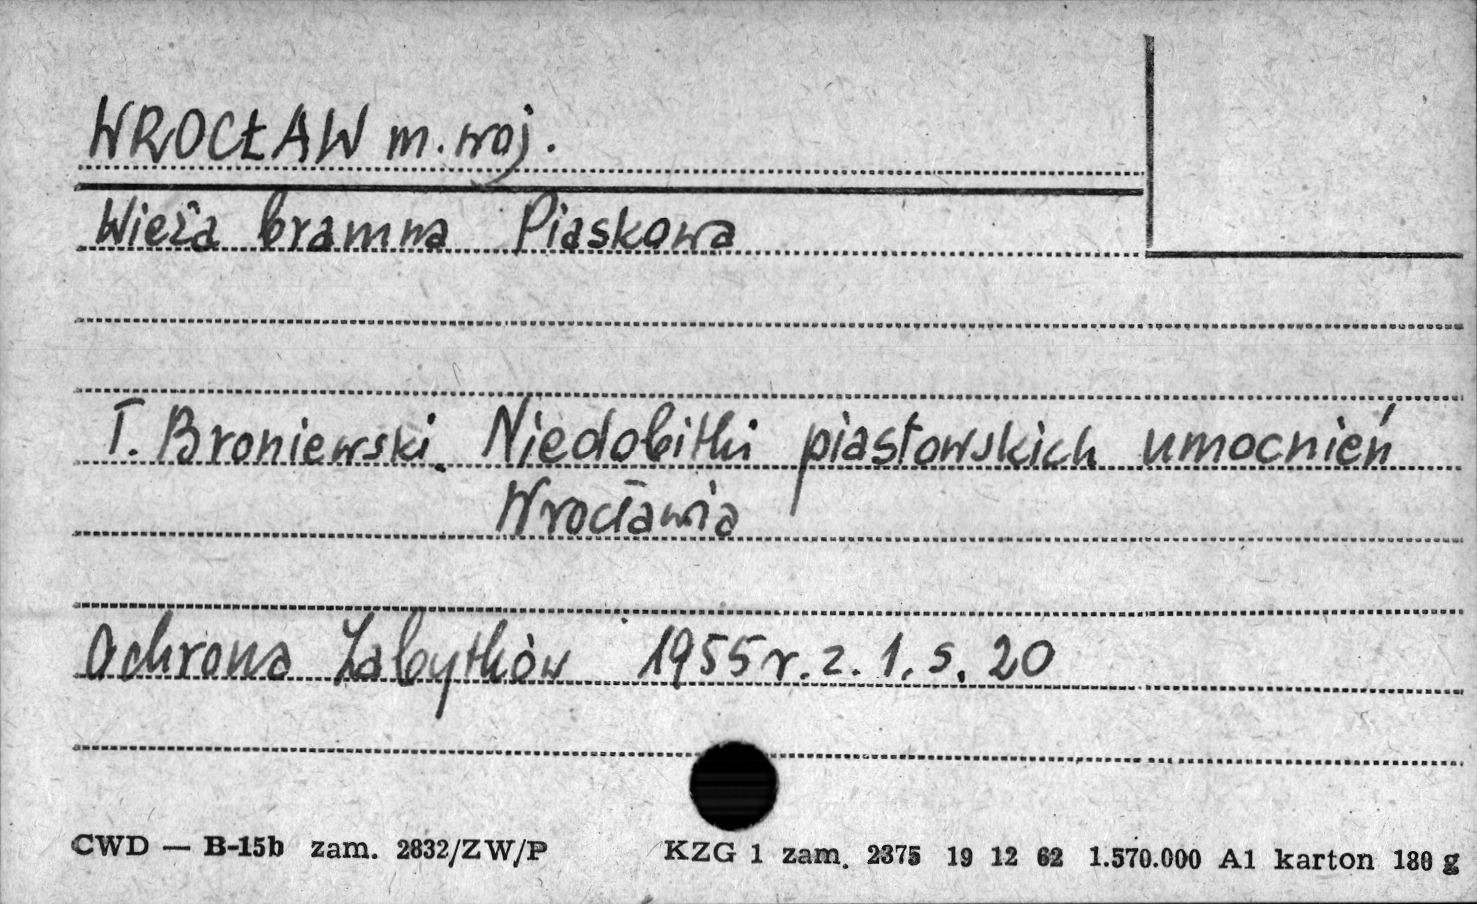 WROCŁAW m. woj.
Wieża bramna Piaskowa
T. Broniewski. Niedobitki piastowskich umocnień
Wrocławia
Ochrona Zabytków 1955 r. z. 1. s. 20
CWD — B-15b zam. 2832/ZW/P KZG 1 zam. 2375 19 12 62 1.570.000 A1 karton 180 g